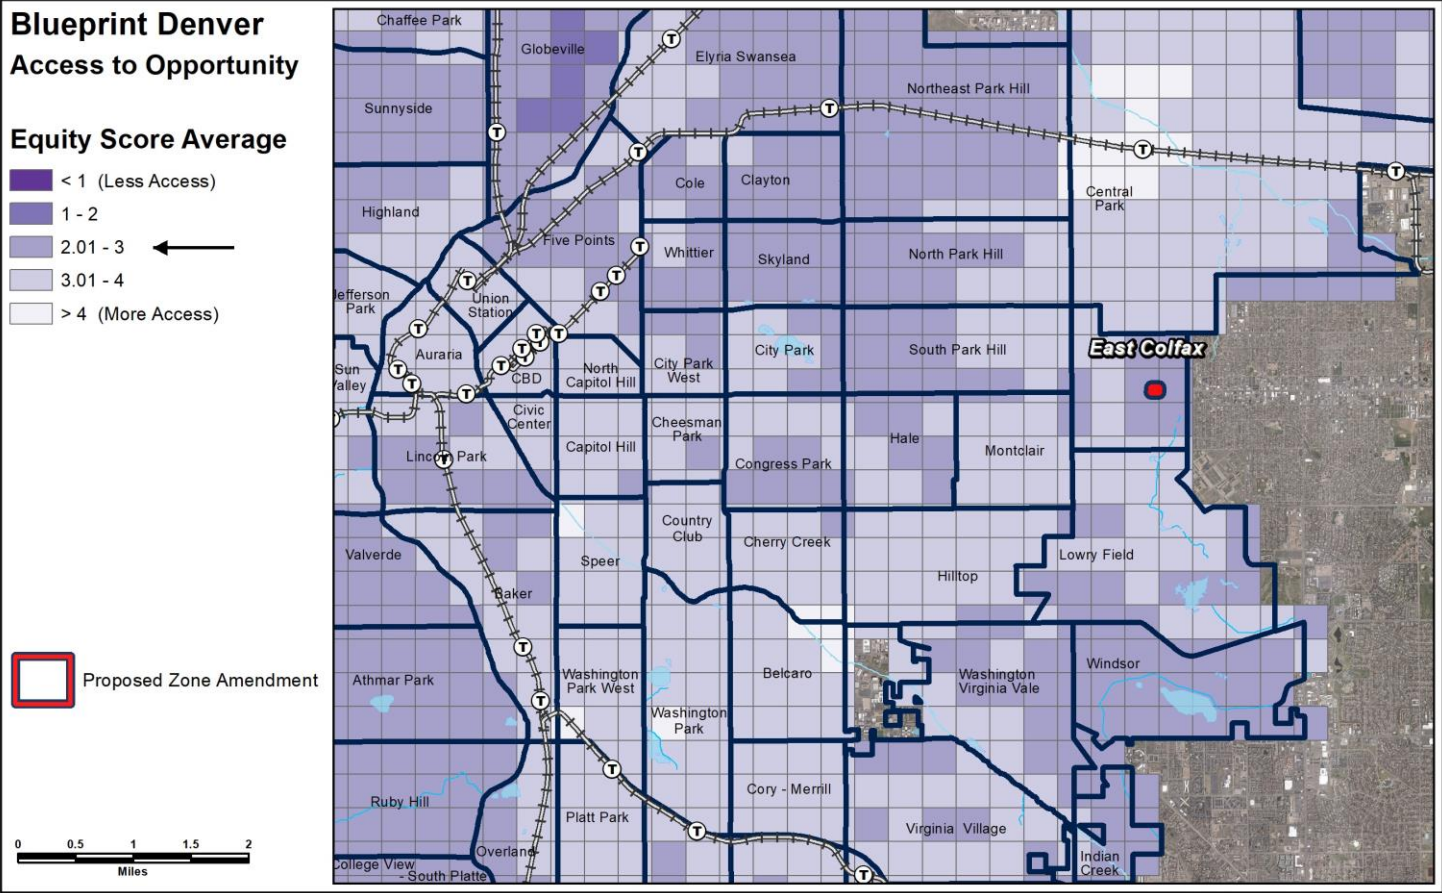 Blueprint Denver
Access to Opportunity
Equity Score Average
< 1 (Less Access)
1 - 2
2.01 - 3
3.01 - 4
> 4 (More Access)
Proposed Zone Amendment
0 0.5 1 1.5 2
Miles
Chaffee Park
Globeville
Elyria Swansea
Northeast Park Hill
Sunnyside
T
T
T
T
T
T
Cole
Clayton
Central
Park
Highland
Five Points
T
Whittier
Skyland
North Park Hill
T
T
T
Jefferson
Park
Union
Station
T
T
T
T
T
T
Auraria
CBD
North
Capitol Hill
City Park
West
City Park
South Park Hill
East Colfax
Sun
Valley
T
T
T
Civic
Center
Capitol Hill
Cheesman
Park
Congress Park
Hale
Montclair
Lincoln Park
T
Country
Club
Cherry Creek
Valverde
Speer
Hilltop
Lowry Field
Baker
T
Athmar Park
T
Washington
Park West
Washington
Park
Belcaro
Washington
Virginia Vale
Windsor
T
Ruby Hill
Platt Park
T
Cory - Merrill
Virginia Village
Overland
T
Indian
Creek
College View
- South Platte